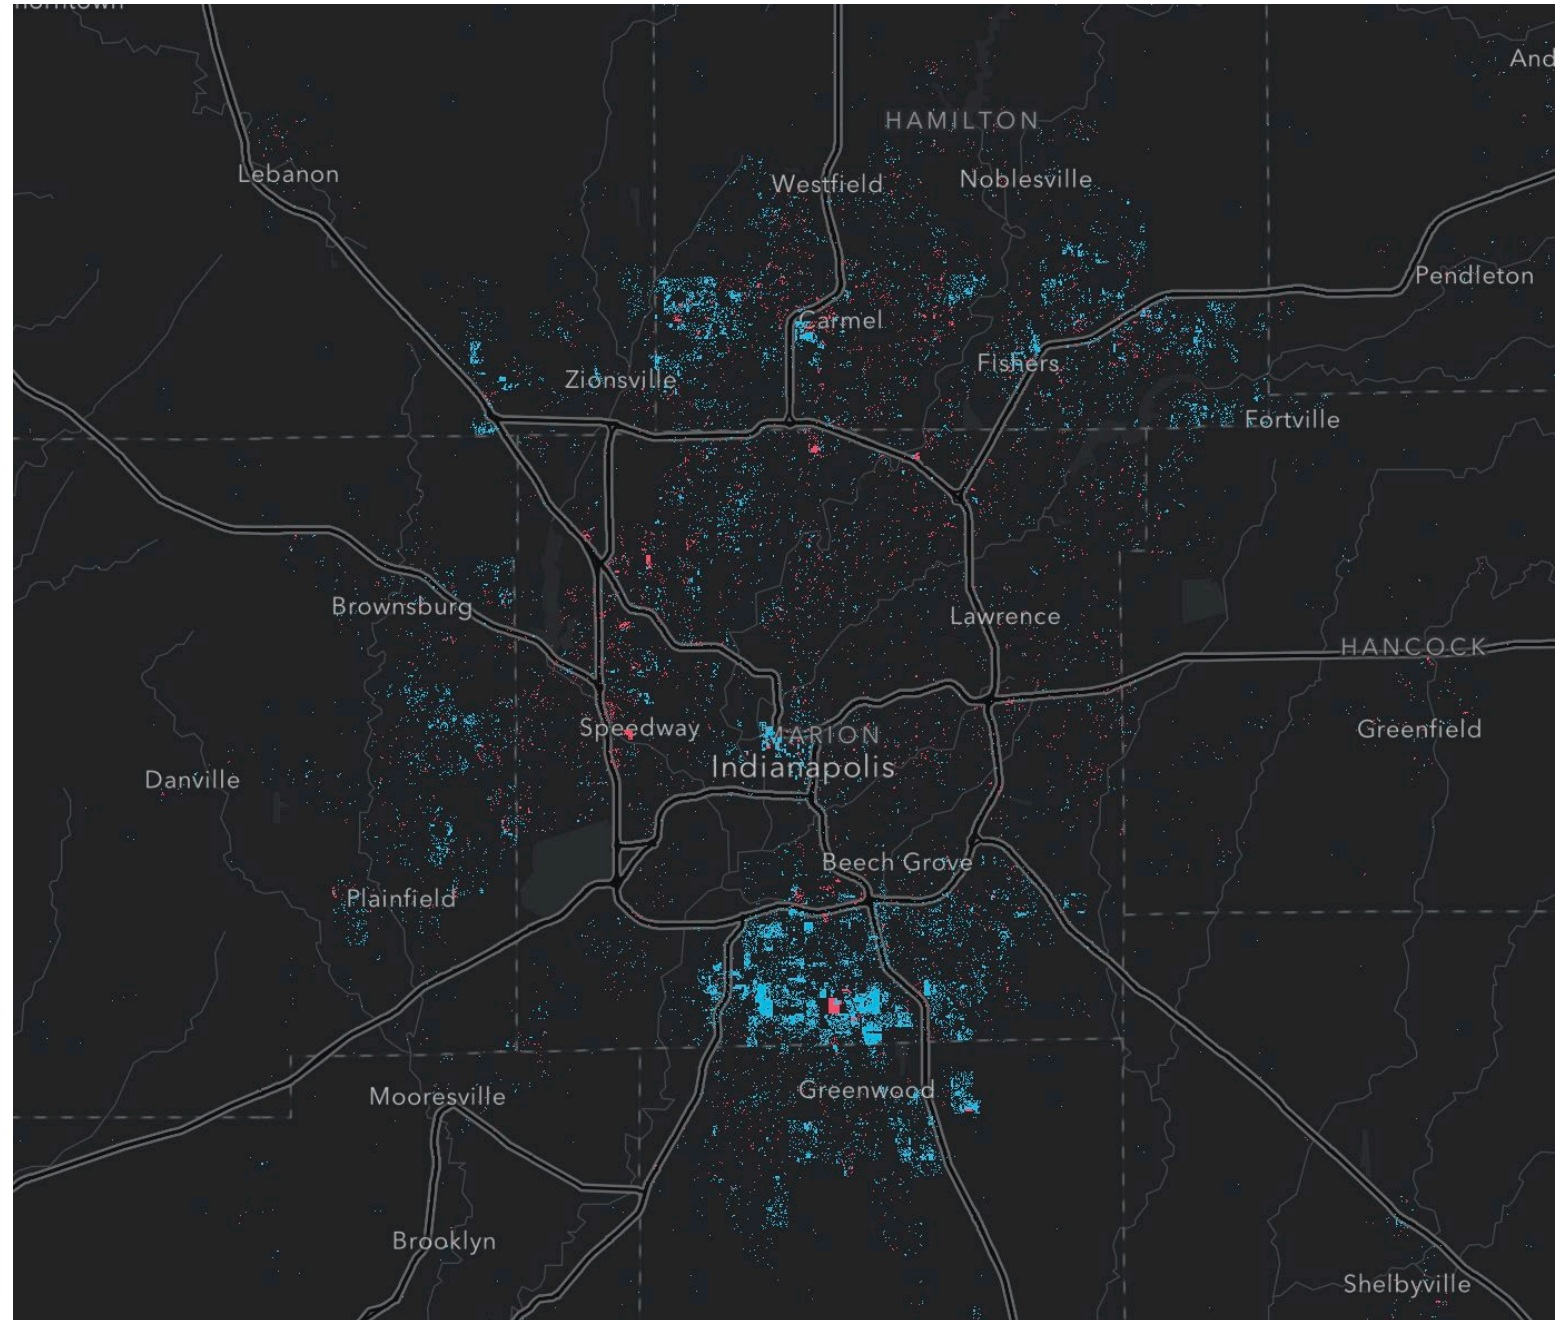 HAMILTON
Lebanon
Westfield
Noblesville
Pendleton
Carmel
Fishers
Zionsville
Fortville
Brownsburg
Lawrence
HANCOCK
Speedway
MARION
Greenfield
Indianapolis
Danville
Beech Grove
Plainfield
Greenwood
Mooresville
Brooklyn
Shelbyville
And